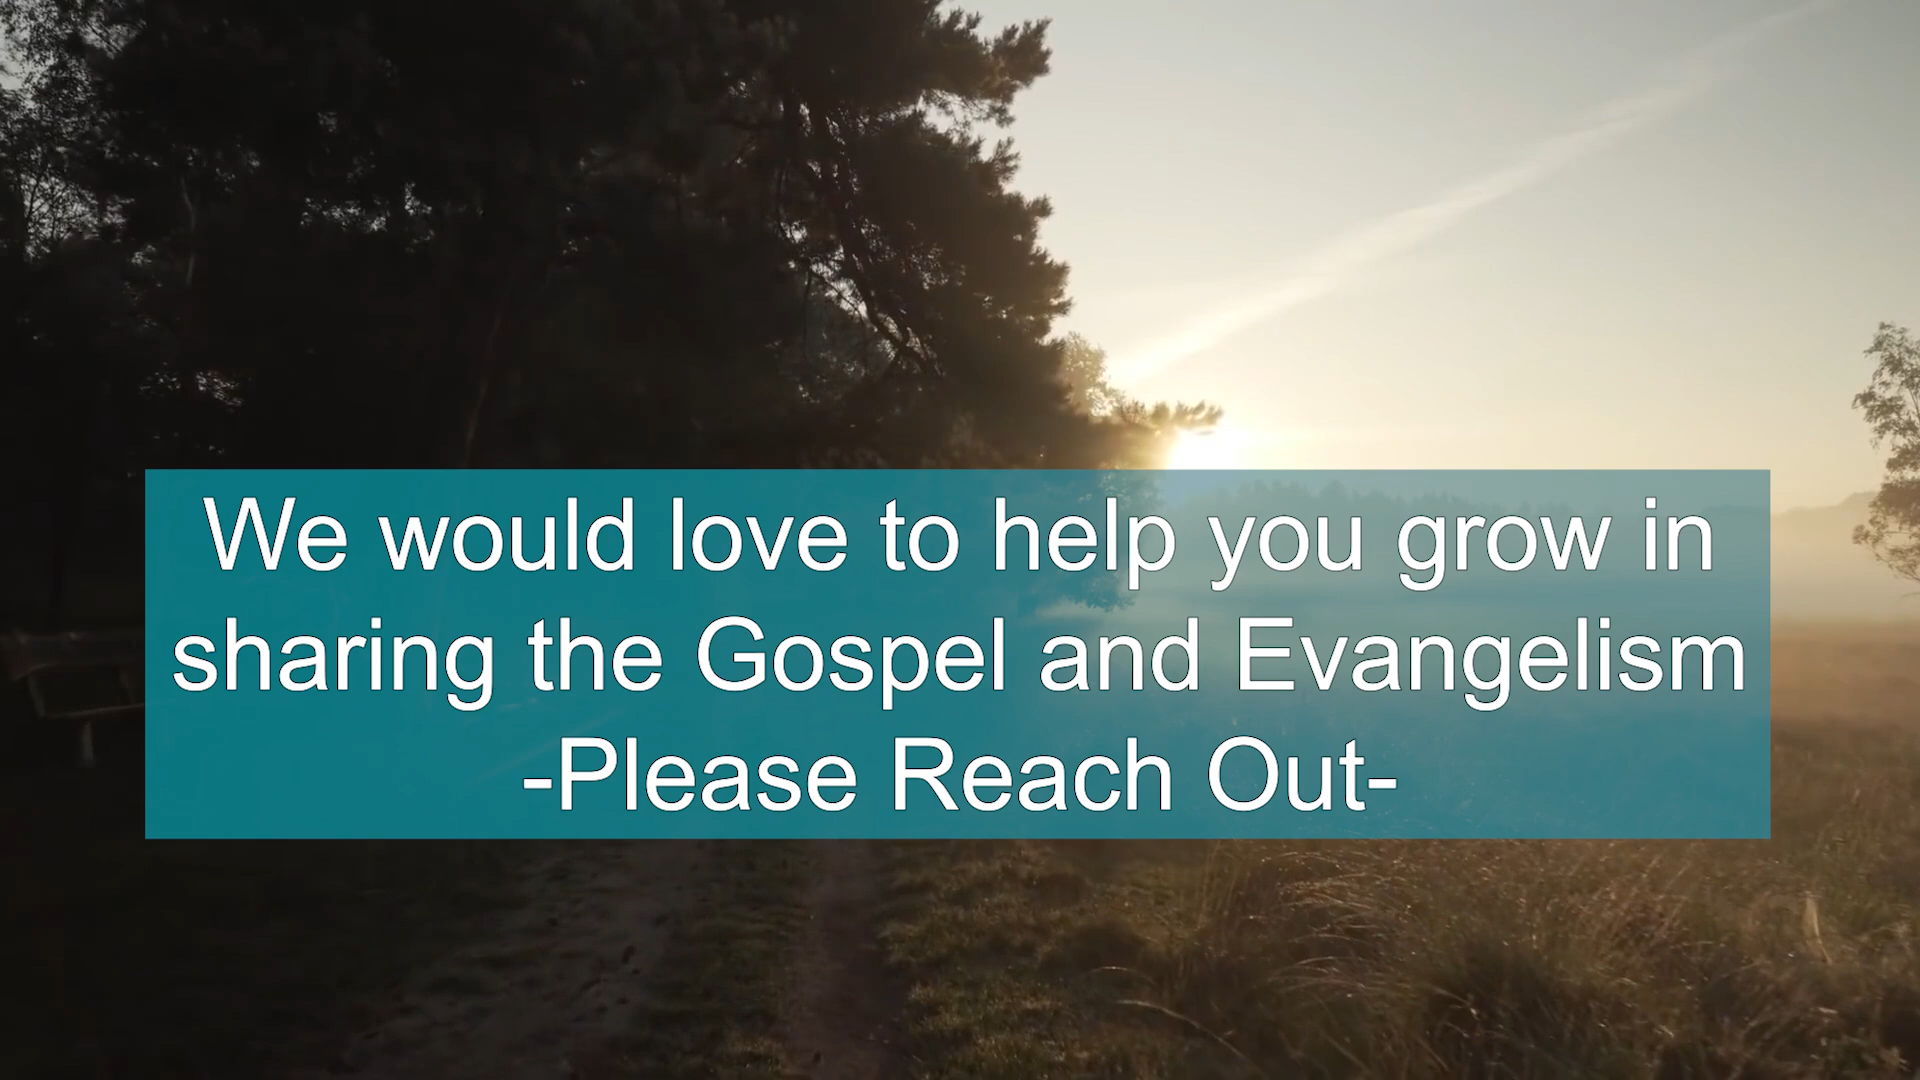 We would love to help you grow in
sharing the Gospel and Evangelism
-Please Reach Out-